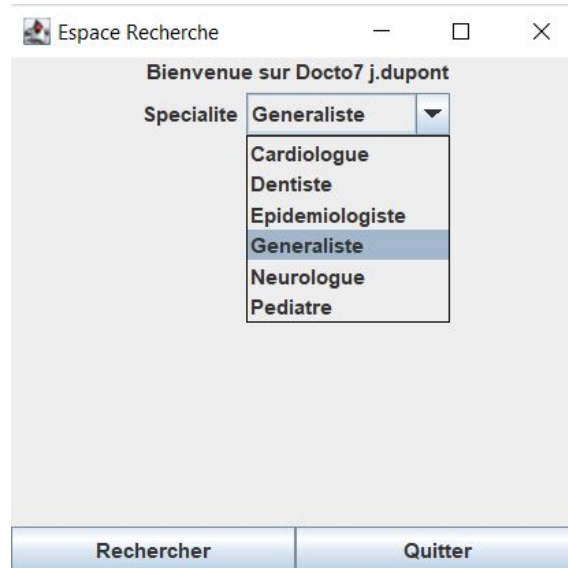 Espace Recherche
Bienvenue sur Docto7 j.dupont
Specialite Generaliste
Cardiologue
Dentiste
Epidemiologiste
Generaliste
Neurologue
Pediatre
Rechercher Quitter